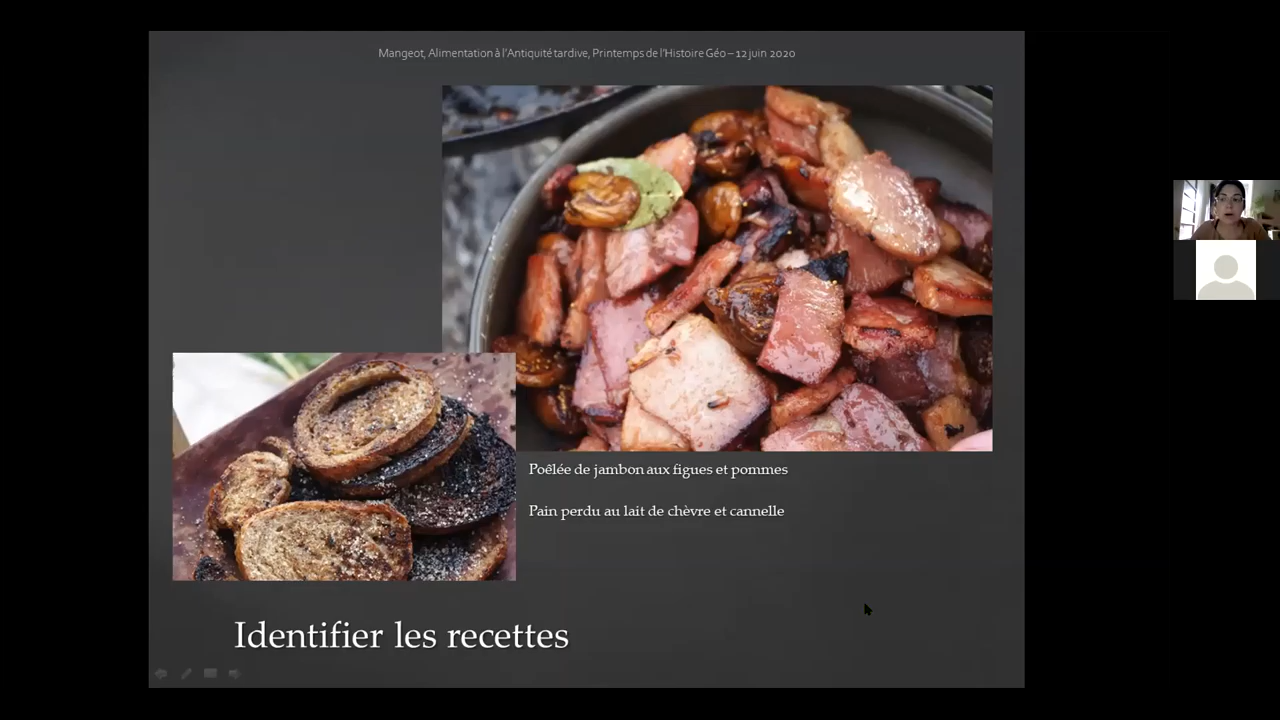 Mangeot, Alimentation à l'Antiquité tardive, Printemps de l'Histoire Géo – 12 juin 2020
Poêlée de jambon aux figues et pommes
Pain perdu au lait de chèvre et cannelle
Identifier les recettes